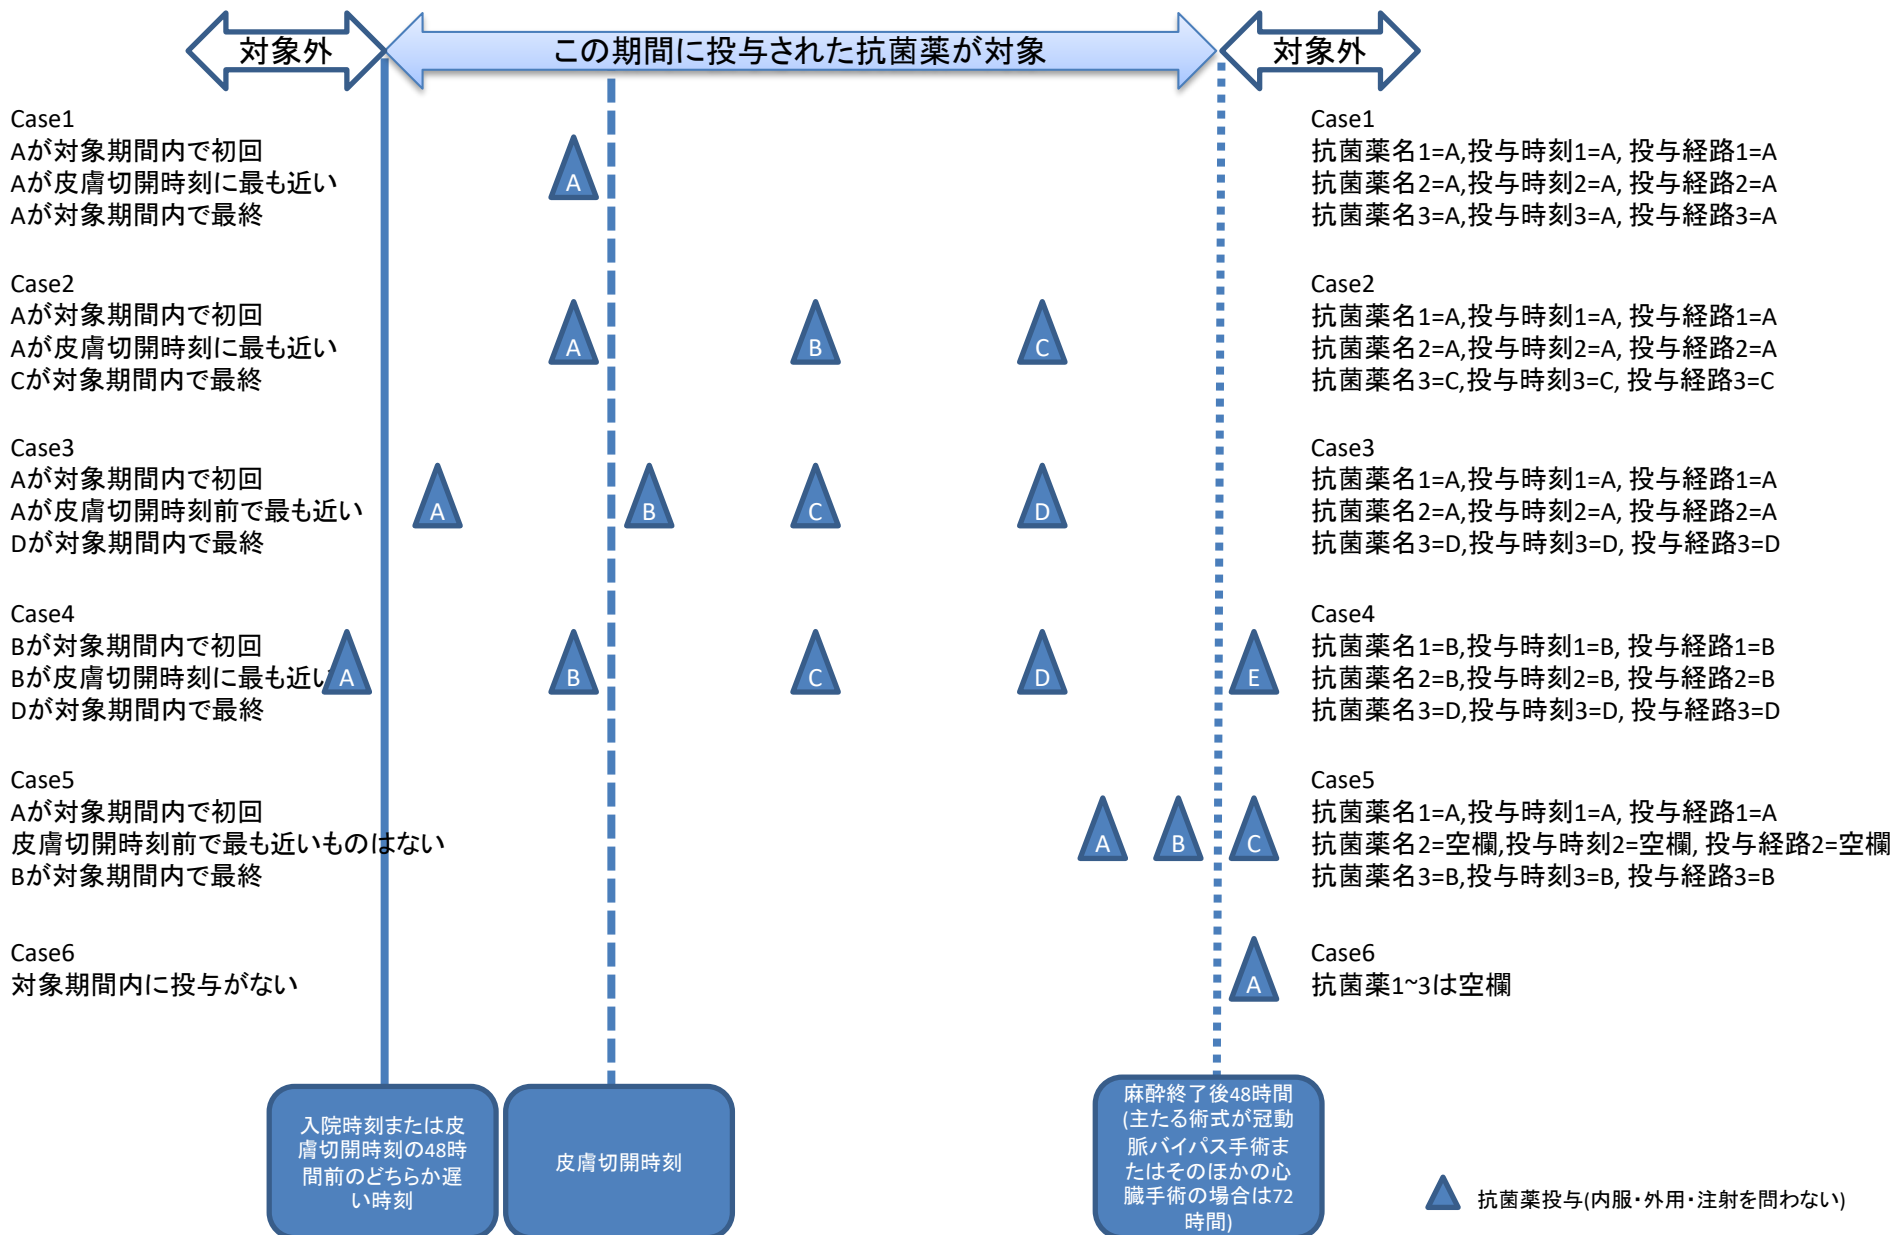 対象外
この期間に投与された抗菌薬が対象
対象外
Case1
Aが対象期間内で初回
Aが皮膚切開時刻に最も近い
Aが対象期間内で最終
A
Case1
抗菌薬名1=A,投与時刻1=A, 投与経路1=A
抗菌薬名2=A,投与時刻2=A, 投与経路2=A
抗菌薬名3=A,投与時刻3=A, 投与経路3=A
Case2
Aが対象期間内で初回
Aが皮膚切開時刻に最も近い
Cが対象期間内で最終
A
B
C
Case2
抗菌薬名1=A,投与時刻1=A, 投与経路1=A
抗菌薬名2=A,投与時刻2=A, 投与経路2=A
抗菌薬名3=C,投与時刻3=C, 投与経路3=C
Case3
Aが対象期間内で初回
Aが皮膚切開時刻前で最も近い
Dが対象期間内で最終
A
B
C
D
Case3
抗菌薬名1=A,投与時刻1=A, 投与経路1=A
抗菌薬名2=A,投与時刻2=A, 投与経路2=A
抗菌薬名3=D,投与時刻3=D, 投与経路3=D
Case4
Bが対象期間内で初回
Bが皮膚切開時刻に最も近い
Dが対象期間内で最終
A
B
C
D
E
Case4
抗菌薬名1=B,投与時刻1=B, 投与経路1=B
抗菌薬名2=B,投与時刻2=B, 投与経路2=B
抗菌薬名3=D,投与時刻3=D, 投与経路3=D
Case5
Aが対象期間内で初回
皮膚切開時刻前で最も近いものはない
Bが対象期間内で最終
A
B
C
Case5
抗菌薬名1=A,投与時刻1=A, 投与経路1=A
抗菌薬名2=空欄,投与時刻2=空欄, 投与経路2=空欄
抗菌薬名3=B,投与時刻3=B, 投与経路3=B
Case6
対象期間内に投与がない
A
Case6
抗菌薬1~3は空欄
入院時刻または皮
膚切開時刻の48時
間前のどちらか遅
い時刻
皮膚切開時刻
麻酔終了後48時間
(主たる術式が冠動
脈バイパス手術ま
たはそのほかの心
臓手術の場合は72
時間)
抗菌薬投与(内服・外用・注射を問わない)